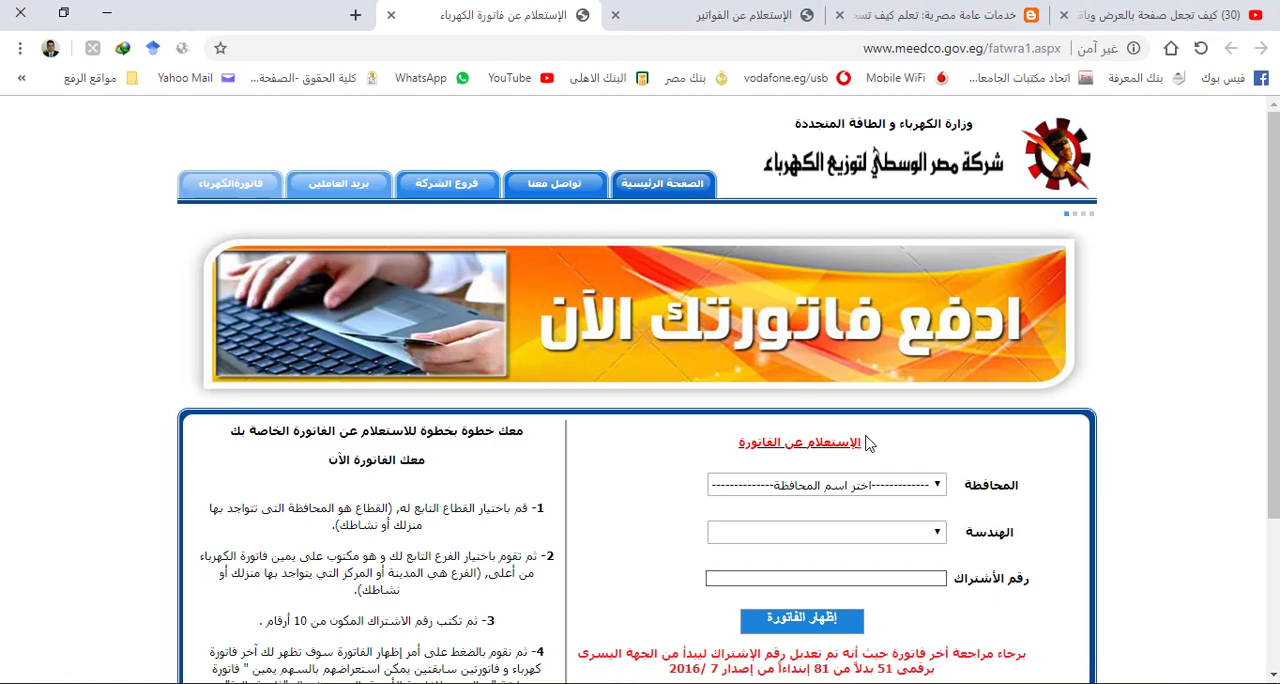 (30) كيف تجعل صفحة بالعرض وباق
خدمات عامة مصرية: تعلم كيف تسج
الإستعلام عن الفواتير
الإستعلام عن فاتورة الكهرباء
www.meedco.gov.eg/fatwra1.aspx
غير آمن
فيس بوك
بنك المعرفة
اتحاد مكتبات الجامعا...
Mobile WiFi
vodafone.eg/usb
بنك مصر
البنك الاهلى
YouTube
WhatsApp
كلية الحقوق -الصفحة...
Yahoo Mail
مواقع الرفع
وزارة الكهرباء و الطاقة المتجددة
شركة مصر الوسطي لتوزيع الكهرباء
الصفحة الرئيسية
تواصل معنا
فروع الشركة
بريد العاملين
فاتورةالكهرباء
ادفع فاتورتك الآن
الإستعلام عن الفاتورة
المحافظة
--------------اختر اسم المحافظة-------------
الهندسة
رقم الأشتراك
إظهار الفاتورة
برجاء مراجعة أخر فاتورة حيث أنه تم تعديل رقم الإشتراك ليبدأ من الجهة اليسرى
برقمى 51 بدلاً من 81 إبتداءاً من إصدار 7/ 2016
معك خطوة بخطوة للاستعلام عن الفاتورة الخاصة بك
معك الفاتورة الآن
1- قم باختيار القطاع التابع له, (القطاع هو المحافظة التى تتواجد بها
منزلك أو نشاطك).
2- ثم تقوم باختيار الفرع التابع لك و هو مكتوب على يمين فاتورة الكهرباء
من أعلى, (الفرع هي المدينة أو المركز التي يتواجد بها منزلك أو
نشاطك).
3- ثم تكتب رقم الاشتراك المكون من 10 أرقام .
4- ثم نقوم بالضغط على أمر إظهار الفاتورة سوف تظهر لك آخر فاتورة
كهرباء و فاتورتين سابقتين يمكن استعراضهم بالسهم يمين " فاتورة